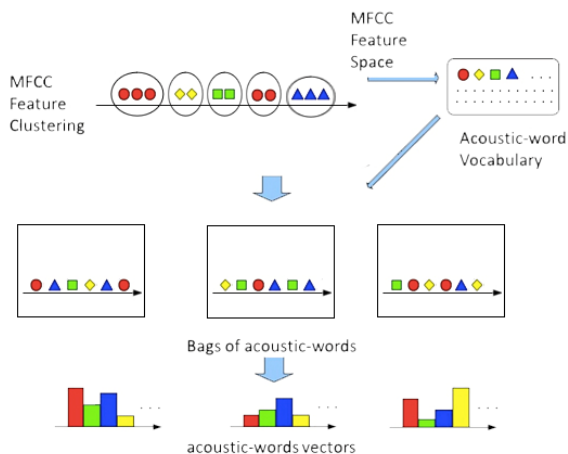 MFCC
Feature
Space
MFCC
Feature
Clustering
Acoustic-word
Vocabulary
Bags of acoustic-words
acoustic-words vectors